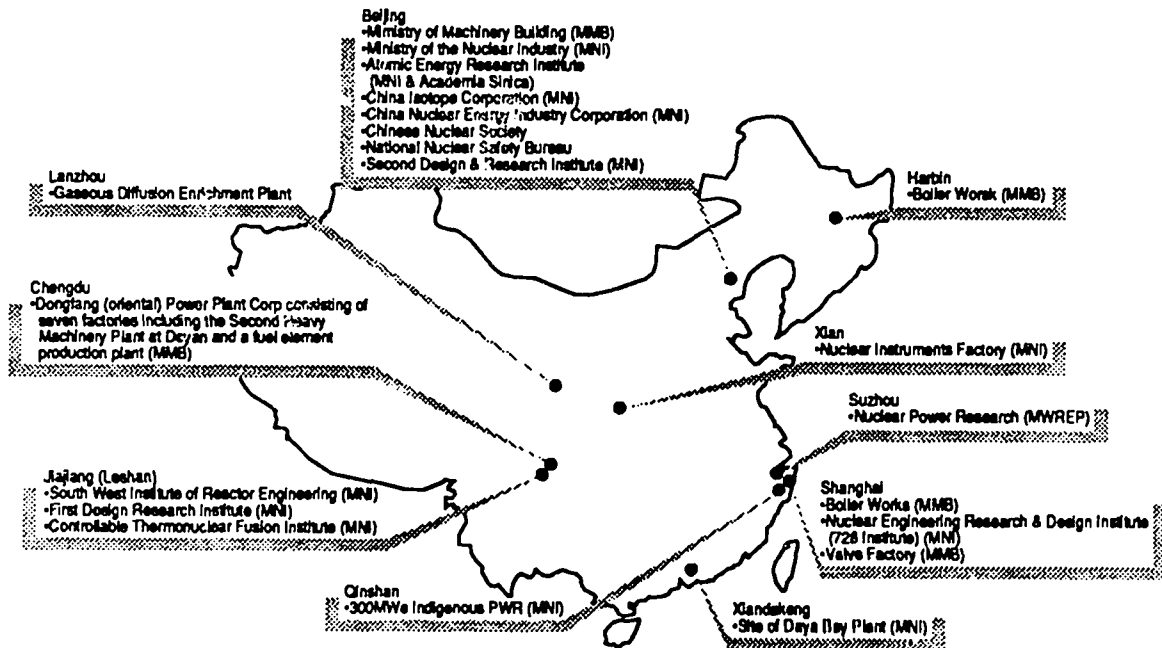 Beijing
•Ministry of Machinery Building (MMB)
•Ministry of the Nuclear Industry (MNI)
•Atomic Energy Research Institute
(MNI & Academia Sinica)
•China Isotope Corporation (MNI)
•China Nuclear Energy Industry Corporation (MNI)
•Chinese Nuclear Society
•National Nuclear Safety Bureau
•Second Design & Research Institute (MNI)
Lanzhou
•Gaseous Diffusion Enrichment Plant
Harbin
•Boiler Worsk (MMB)
Chengdu
•Dongfang (oriental) Power Plant Corp consisting of
seven factories including the Second Heavy
Machinery Plant at Deyan and a fuel element
production plant (MMB)
Xian
•Nuclear Instruments Factory (MNI)
Suzhou
•Nuclear Power Research (MWREP)
Jiajiang (Leshan)
•South West Institute of Reactor Engineering (MNI)
•First Design Research Institute (MNI)
•Controllable Thermonuclear Fusion Institute (MNI)
Shanghai
•Boiler Works (MMB)
•Nuclear Engineering Research & Design Institute
(728 Institute) (MNI)
•Valve Factory (MMB)
Qinshan
•300MWe Indigenous PWR (MNI)
Xiandakeng
•Site of Daya Bay Plant (MNI)